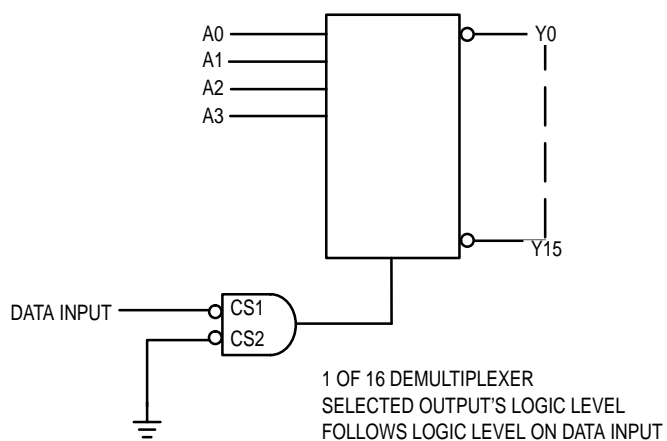 A0
Y0
A1
A2
A3
Y15
DATA INPUT
CS1
CS2
1 OF 16 DEMULTIPLEXER
SELECTED OUTPUT'S LOGIC LEVEL
FOLLOWS LOGIC LEVEL ON DATA INPUT